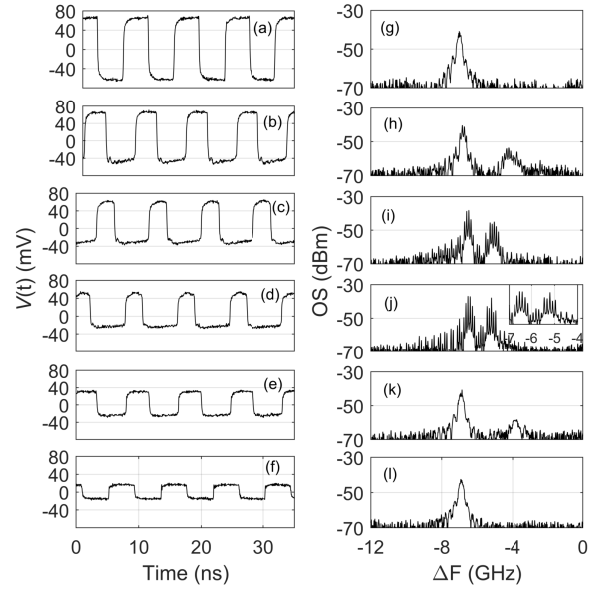 80
40
0
-40
(a)
80
40
0
-40
(b)
80
40
0
-40
(c)
80
40
0
-40
(d)
80
40
0
-40
(e)
80
40
0
-40
(f)
V(t) (mV)
0
10
20
30
Time (ns)
-30
-50
-70
(g)
-30
-50
-70
(h)
-30
-50
-70
(i)
-30
-50
-70
(j)
-7 -6 -5 -4
-30
-50
-70
(k)
-30
-50
-70
(l)
OS (dBm)
-12
-8
-4
0
ΔF (GHz)